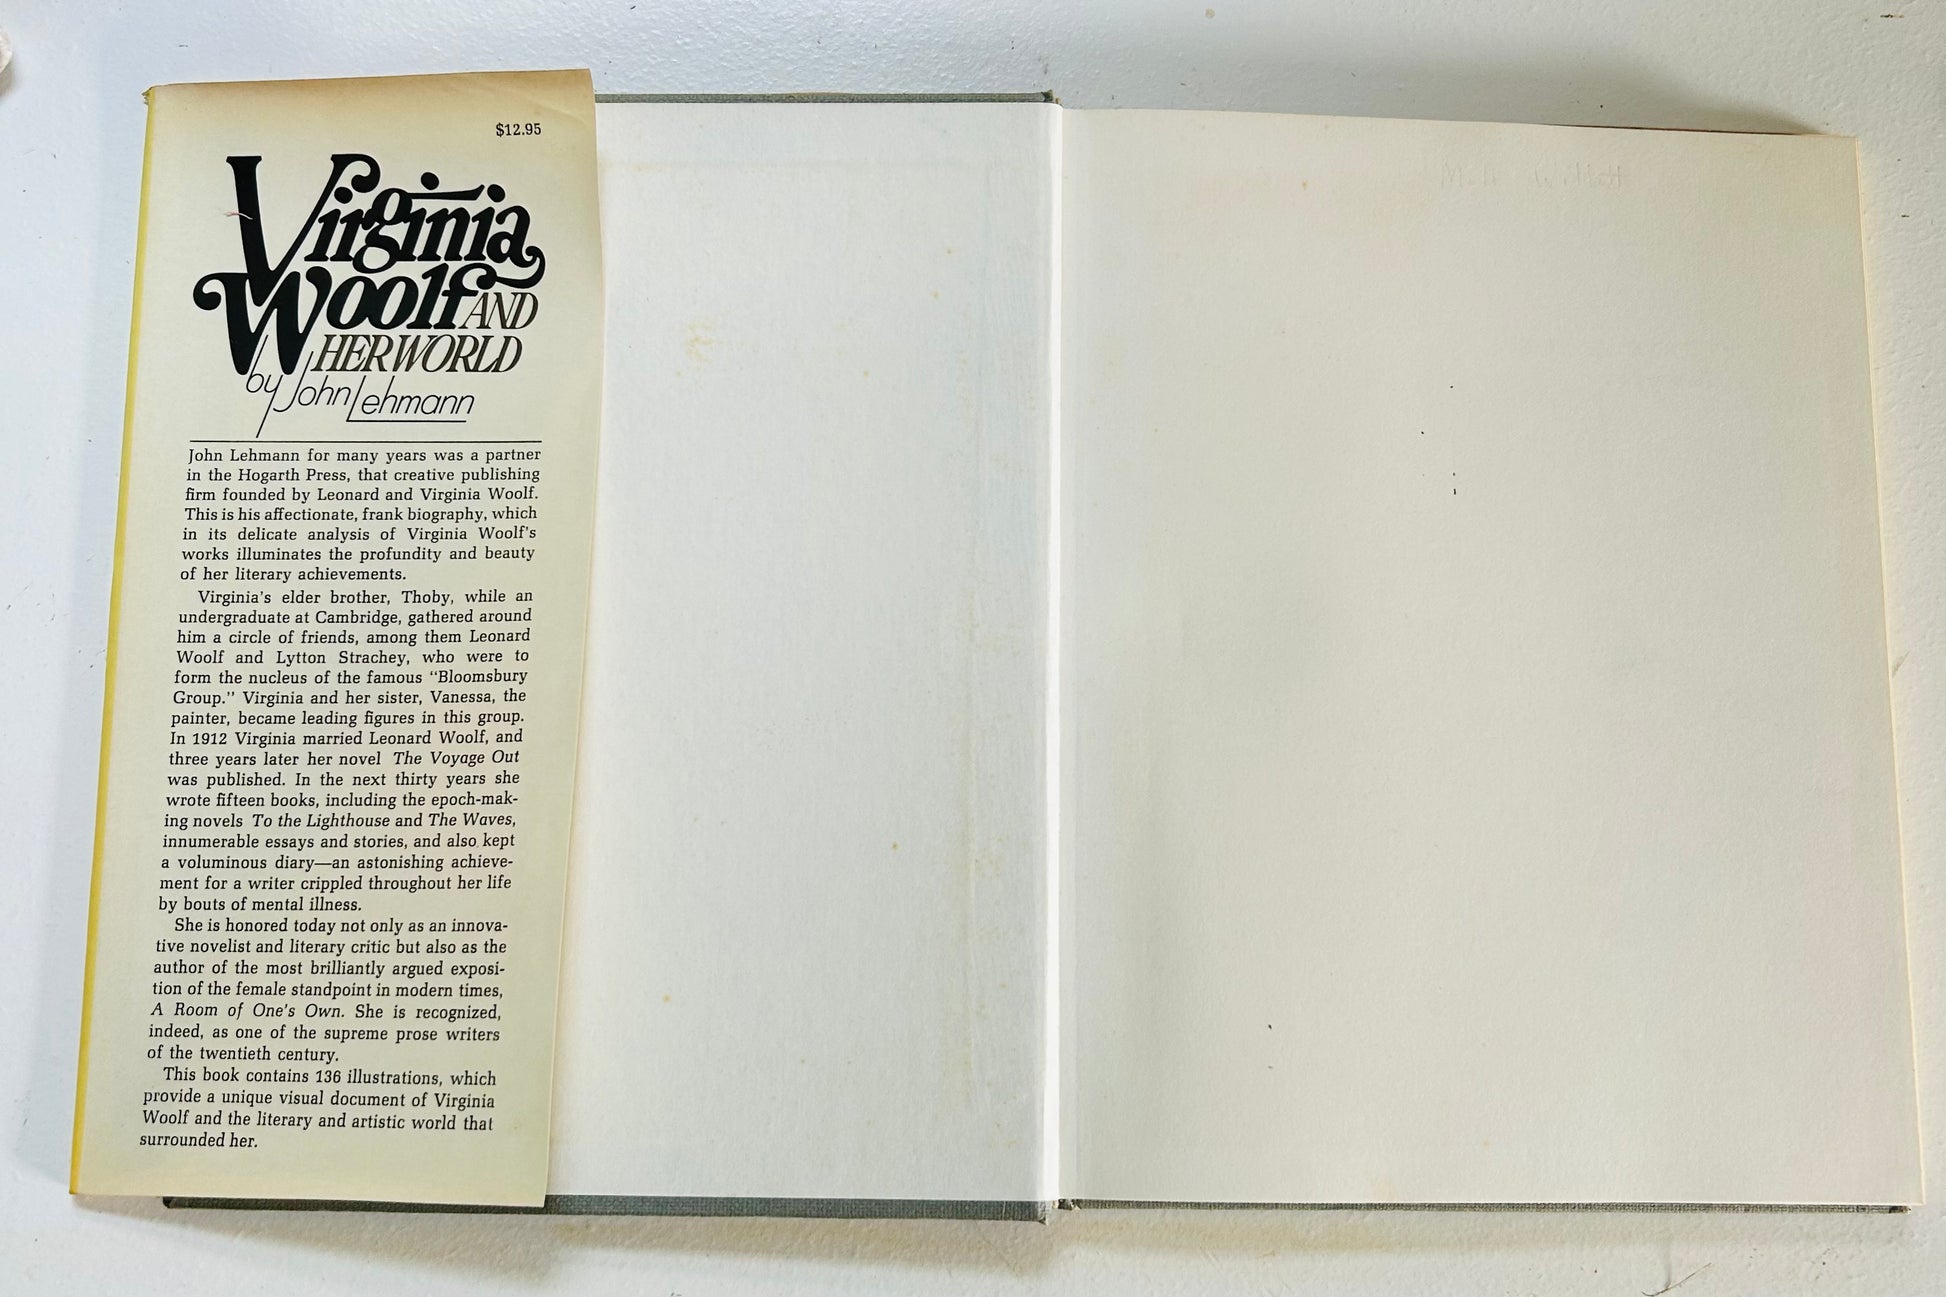 $12.95
Virginia
Woolf AND
HER WORLD
by John Lehmann
John Lehmann for many years was a partner
in the Hogarth Press, that creative publishing
firm founded by Leonard and Virginia Woolf.
This is his affectionate, frank biography, which
in its delicate analysis of Virginia Woolf's
works illuminates the profundity and beauty
of her literary achievements.
Virginia's elder brother, Thoby, while an
undergraduate at Cambridge, gathered around
him a circle of friends, among them Leonard
Woolf and Lytton Strachey, who were to
form the nucleus of the famous "Bloomsbury
Group." Virginia and her sister, Vanessa, the
painter, became leading figures in this group.
In 1912 Virginia married Leonard Woolf, and
three years later her novel The Voyage Out
was published. In the next thirty years she
wrote fifteen books, including the epoch-mak-
ing novels To the Lighthouse and The Waves,
innumerable essays and stories, and also kept
a voluminous diary—an astonishing achieve-
ment for a writer crippled throughout her life
by bouts of mental illness.
She is honored today not only as an innova-
tive novelist and literary critic but also as the
author of the most brilliantly argued exposi-
tion of the female standpoint in modern times,
A Room of One's Own. She is recognized,
indeed, as one of the supreme prose writers
of the twentieth century.
This book contains 136 illustrations, which
provide a unique visual document of Virginia
Woolf and the literary and artistic world that
surrounded her.